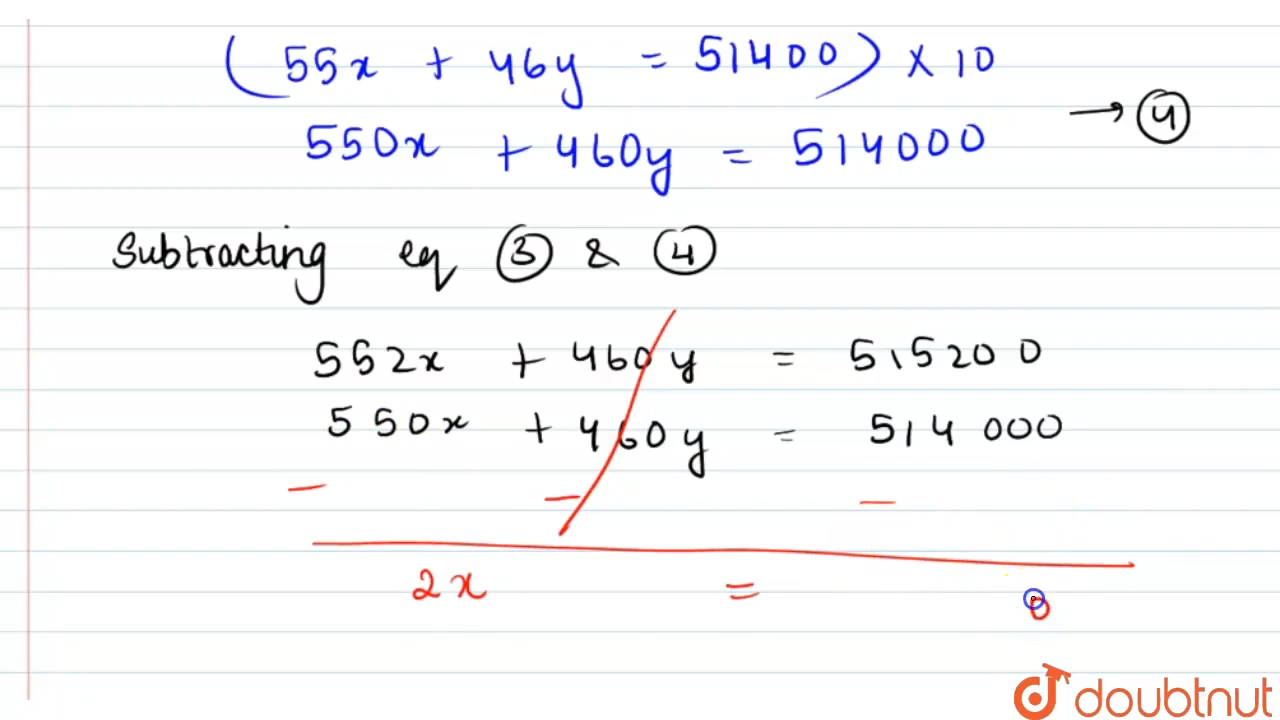 (55x + 46y = 51400) × 10
550x + 460y = 514000 → ④
Subtracting eq ③ & ④
552x + 460y = 515200
550x + 460y = 514000
− − −
2x = 0
doubtnut